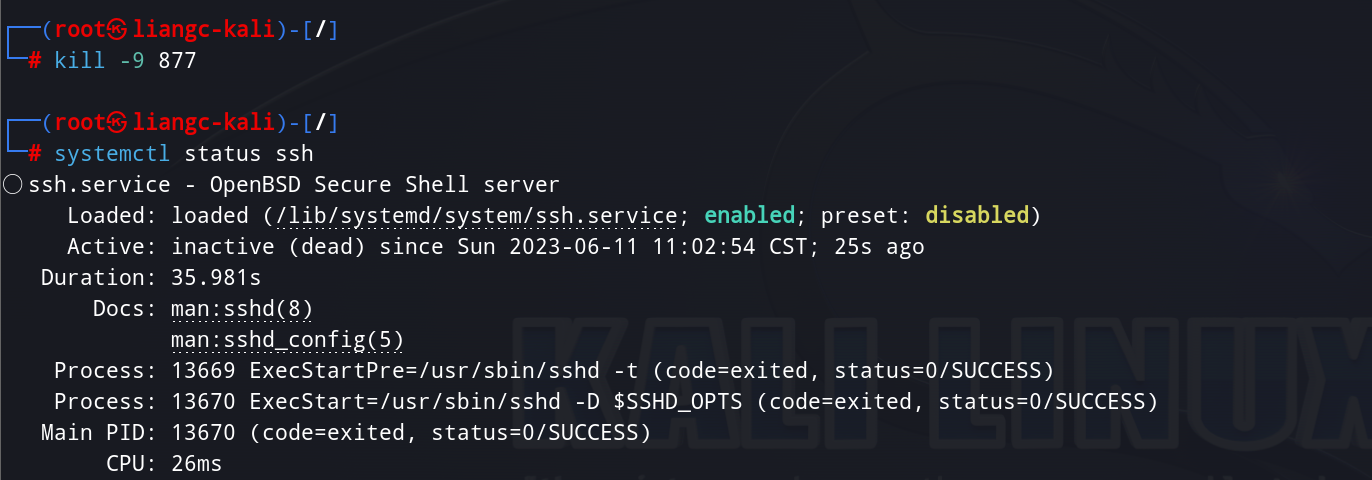 ┌──(root㉿liangc-kali)-[/]
└─# kill -9 877
┌──(root㉿liangc-kali)-[/]
└─# systemctl status ssh
○ ssh.service - OpenBSD Secure Shell server
Loaded: loaded (/lib/systemd/system/ssh.service; enabled; preset: disabled)
Active: inactive (dead) since Sun 2023-06-11 11:02:54 CST; 25s ago
Duration: 35.981s
Docs: man:sshd(8)
man:sshd_config(5)
Process: 13669 ExecStartPre=/usr/sbin/sshd -t (code=exited, status=0/SUCCESS)
Process: 13670 ExecStart=/usr/sbin/sshd -D $SSHD_OPTS (code=exited, status=0/SUCCESS)
Main PID: 13670 (code=exited, status=0/SUCCESS)
CPU: 26ms
KALI LINUX